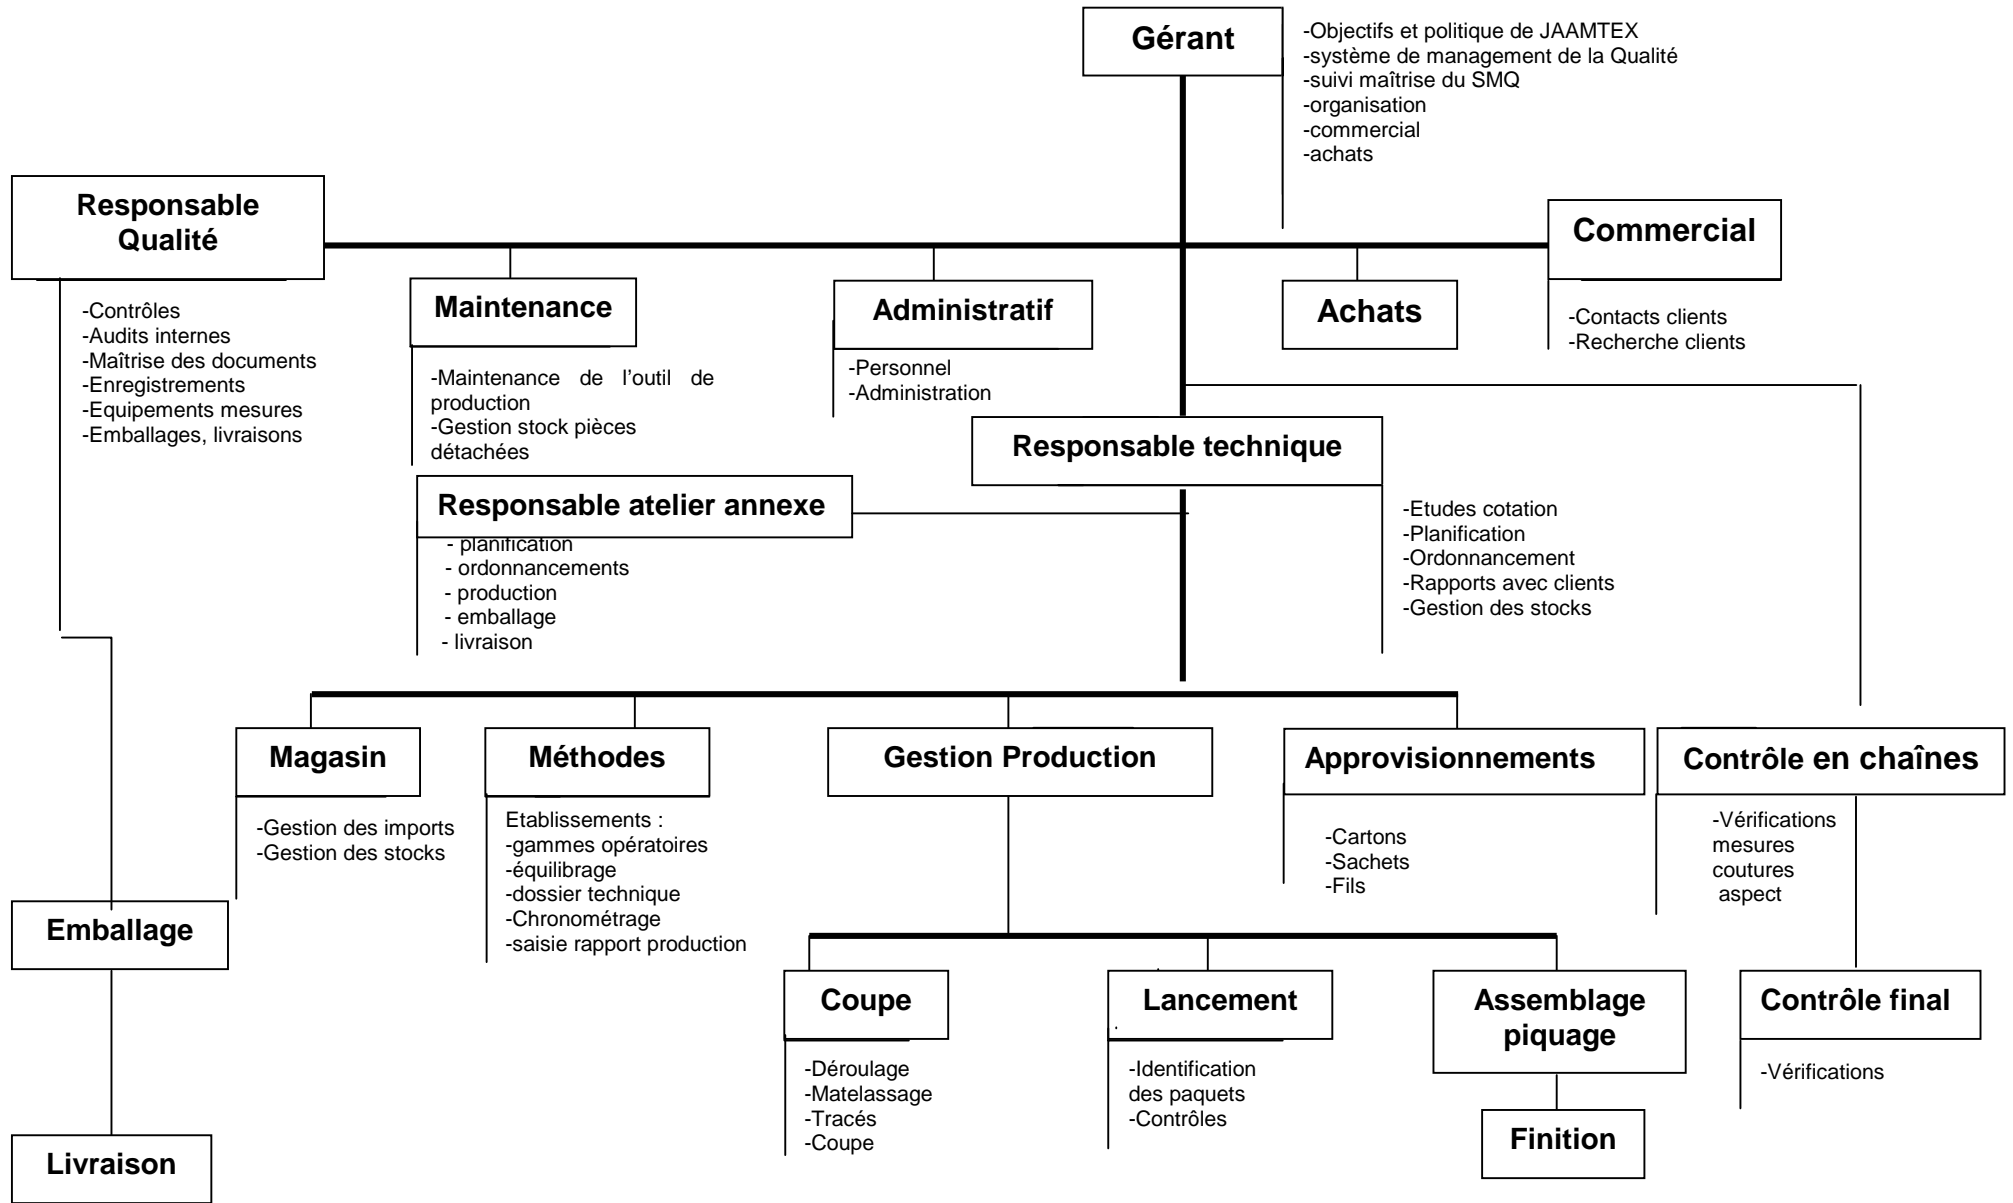 Gérant
-Objectifs et politique de JAAMTEX
-système de management de la Qualité
-suivi maîtrise du SMQ
-organisation
-commercial
-achats
Responsable
Qualité
-Contrôles
-Audits internes
-Maîtrise des documents
-Enregistrements
-Equipements mesures
-Emballages, livraisons
Maintenance
-Maintenance de l'outil de
production
-Gestion stock pièces
détachées
Administratif
-Personnel
-Administration
Achats
Commercial
-Contacts clients
-Recherche clients
Responsable technique
-Etudes cotation
-Planification
-Ordonnancement
-Rapports avec clients
-Gestion des stocks
Responsable atelier annexe
- planification
- ordonnancements
- production
- emballage
- livraison
Magasin
-Gestion des imports
-Gestion des stocks
Méthodes
Etablissements :
-gammes opératoires
-équilibrage
-dossier technique
-Chronométrage
-saisie rapport production
Gestion Production
Approvisionnements
-Cartons
-Sachets
-Fils
Contrôle en chaînes
-Vérifications
mesures
coutures
aspect
Emballage
Livraison
Coupe
-Déroulage
-Matelassage
-Tracés
-Coupe
Lancement
-Identification
des paquets
-Contrôles
Assemblage
piquage
Finition
Contrôle final
-Vérifications